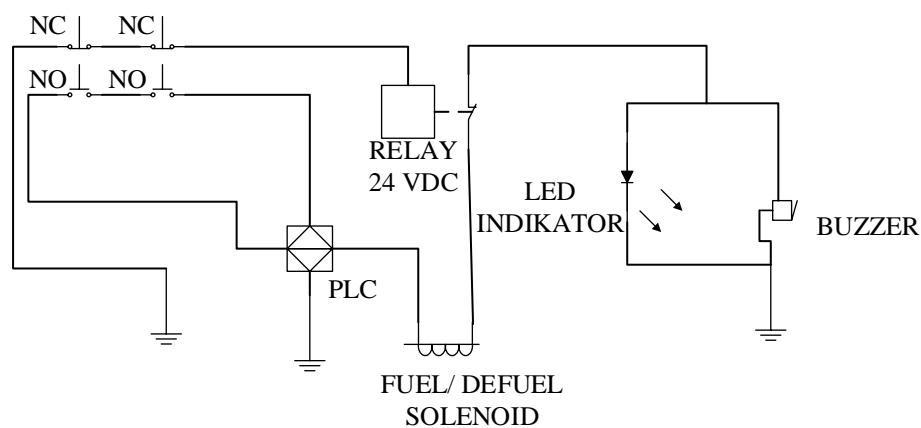 NC NC
NO NO
RELAY
24 VDC
LED
INDIKATOR
BUZZER
PLC
FUEL/ DEFUEL
SOLENOID